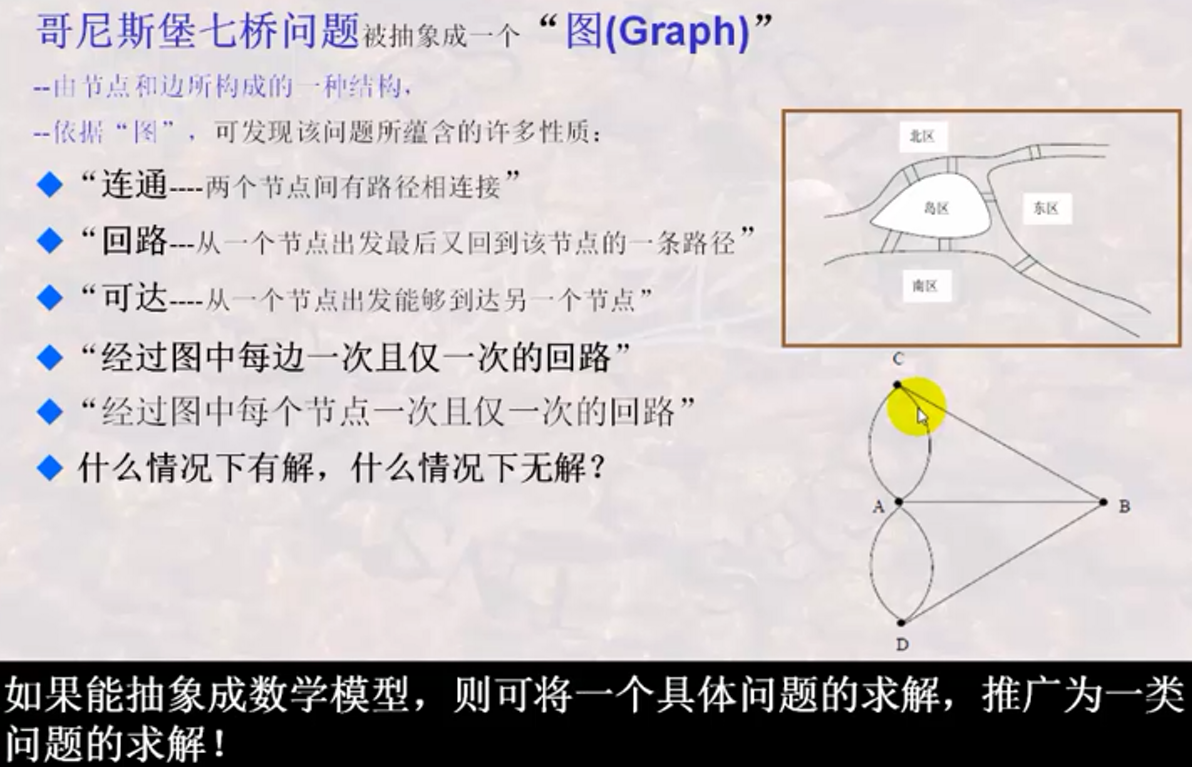 哥尼斯堡七桥问题被抽象成一个“图(Graph)”
--由节点和边所构成的一种结构，
--依据“图”，可发现该问题所蕴含的许多性质：
“连通----两个节点间有路径相连接”
“回路---从一个节点出发最后又回到该节点的一条路径”
“可达----从一个节点出发能够到达另一个节点”
“经过图中每边一次且仅一次的回路”
“经过图中每个节点一次且仅一次的回路”
什么情况下有解，什么情况下无解？
北区
岛区
东区
南区
C
A
B
D
如果能抽象成数学模型，则可将一个具体问题的求解，推广为一类
问题的求解！